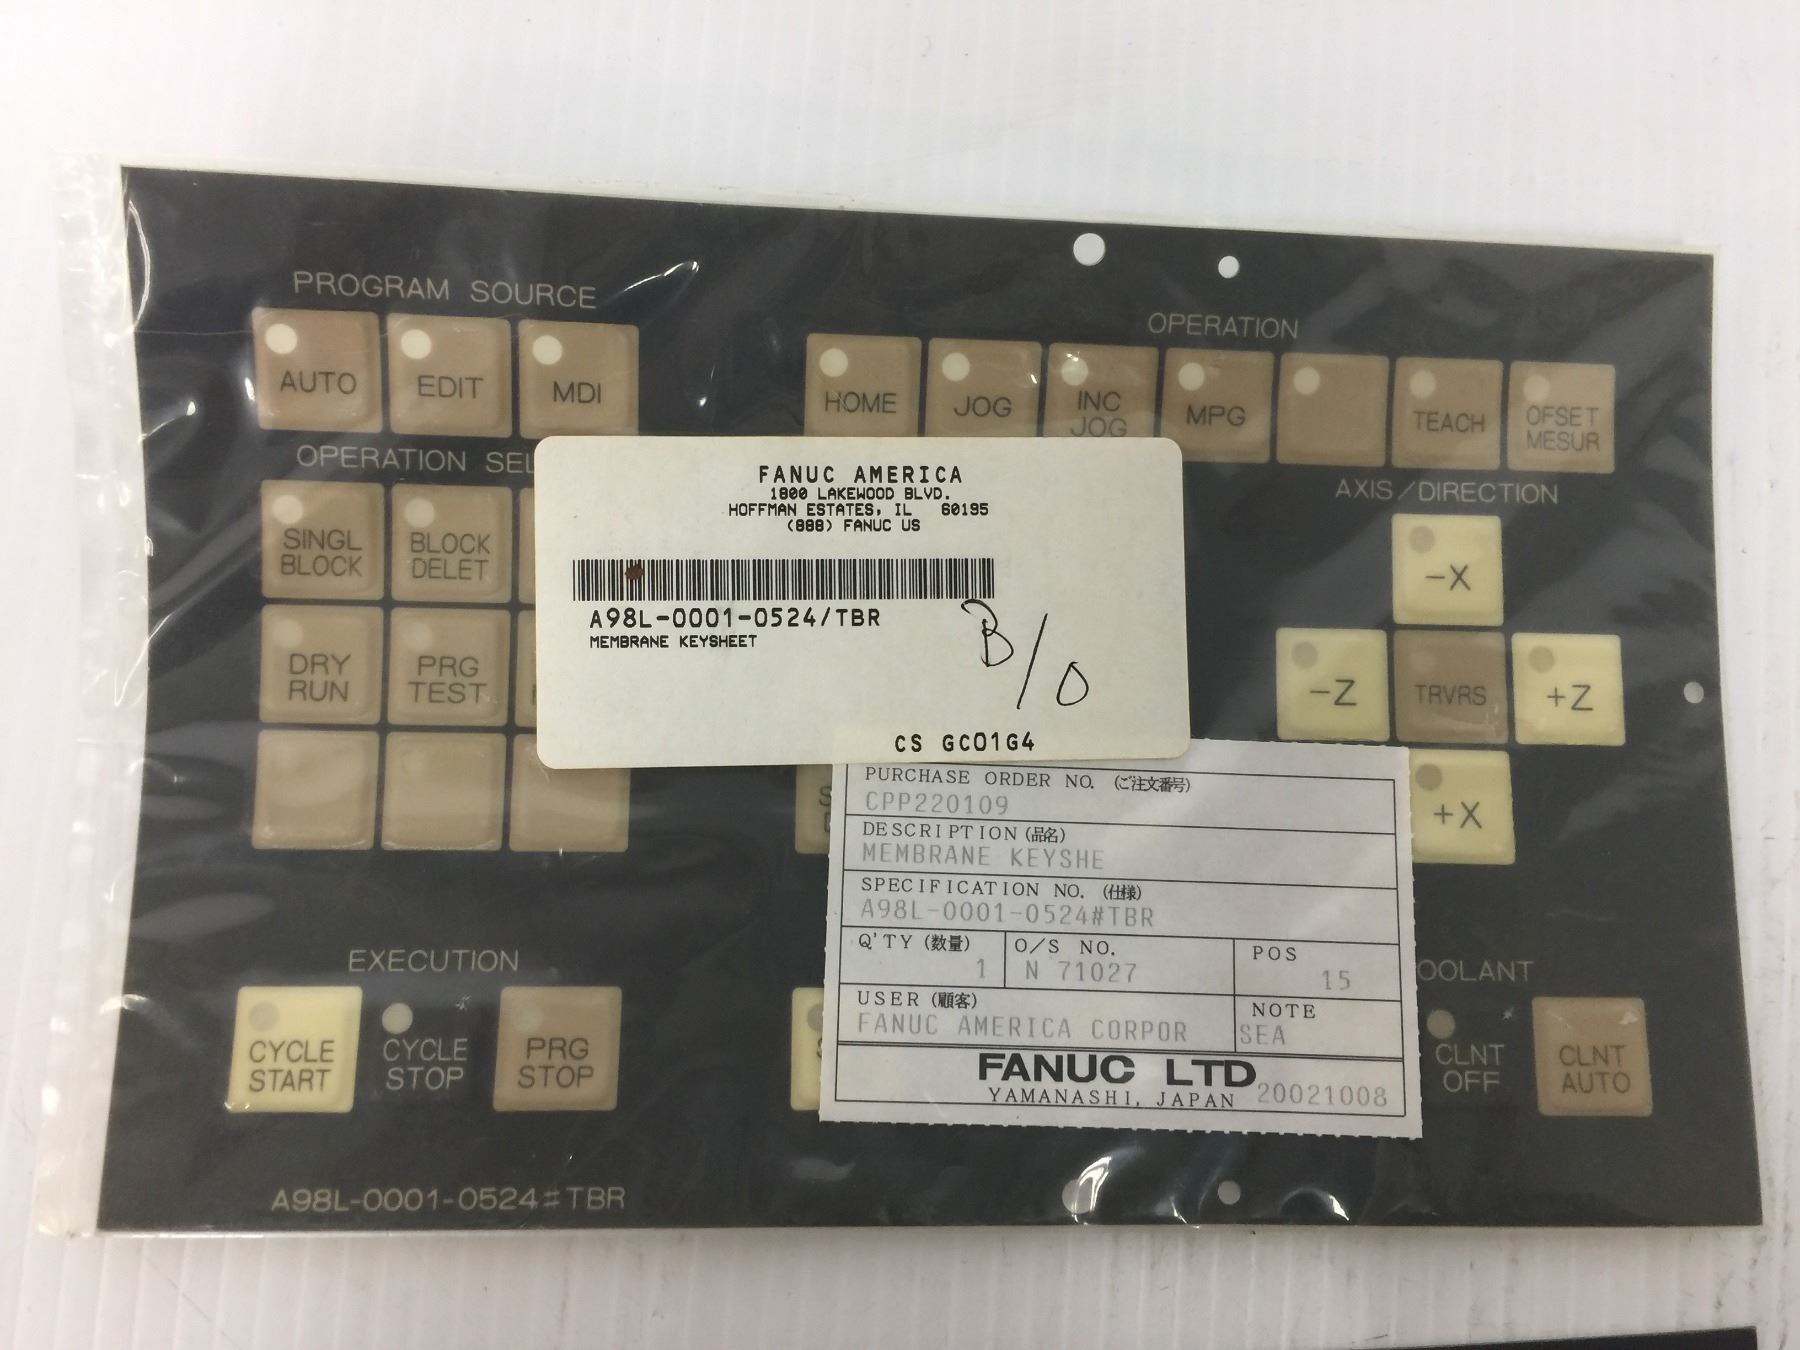 PROGRAM SOURCE
AUTO EDIT MDI
OPERATION
HOME JOG INC JOG MPG TEACH OFSET MESUR
OPERATION SEL
SINGL BLOCK
BLOCK DELET
DRY RUN
PRG TEST
AXIS/DIRECTION
-X
-Z TRVRS +Z
+X
FANUC AMERICA
1800 LAKEWOOD BLVD.
HOFFMAN ESTATES, IL 60195
(888) FANUC US
A98L-0001-0524/TBR
MEMBRANE KEYSHEET
B/O
CS GC01G4
PURCHASE ORDER NO. (ご注文番号)
CPP220109
DESCRIPTION (品名)
MEMBRANE KEYSHE
SPECIFICATION NO. (仕様)
A98L-0001-0524#TBR
Q'TY (数量) 1
O/S NO. N 71027
POS 15
USER (顧客)
FANUC AMERICA CORPOR
NOTE
SEA
FANUC LTD
YAMANASHI, JAPAN 20021008
EXECUTION
CYCLE START
CYCLE STOP
PRG STOP
OOLANT
CLNT OFF
CLNT AUTO
A98L-0001-0524#TBR